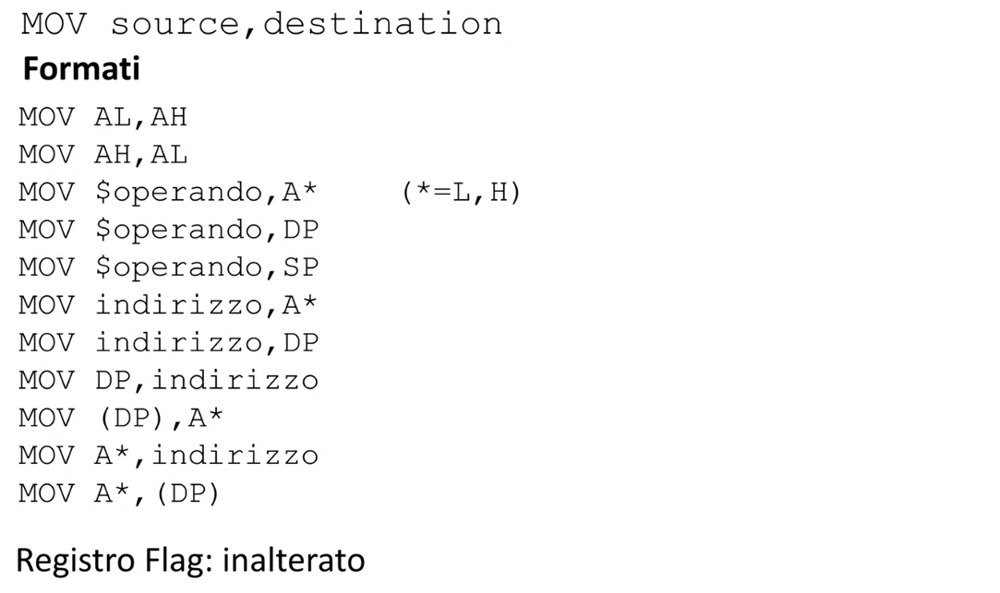 MOV source,destination
Formati
MOV AL,AH
MOV AH,AL
MOV $operando,A* (*=L,H)
MOV $operando,DP
MOV $operando,SP
MOV indirizzo,A*
MOV indirizzo,DP
MOV DP,indirizzo
MOV (DP),A*
MOV A*,indirizzo
MOV A*,(DP)
Registro Flag: inalterato